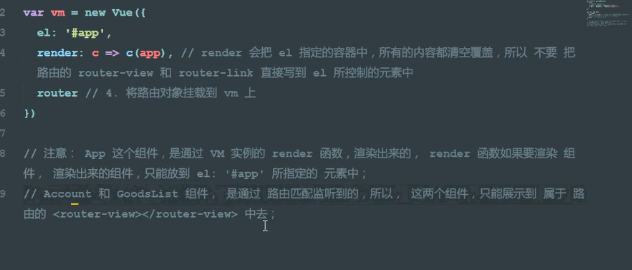 2 var vm = new Vue({
3 el: '#app',
4 render: c => c(app), // render 会把 el 指定的容器中，所有的内容都清空覆盖，所以 不要 把
路由的 router-view 和 router-link 直接写到 el 所控制的元素中
5 router // 4. 将路由对象挂载到 vm 上
6 })
7
8 // 注意： App 这个组件，是通过 VM 实例的 render 函数，渲染出来的， render 函数如果要渲染 组
件， 渲染出来的组件，只能放到 el: '#app' 所指定的 元素中；
9 // Account 和 GoodsList 组件， 是通过 路由匹配监听到的，所以， 这两个组件，只能展示到 属于 路
由的 <router-view></router-view> 中去；